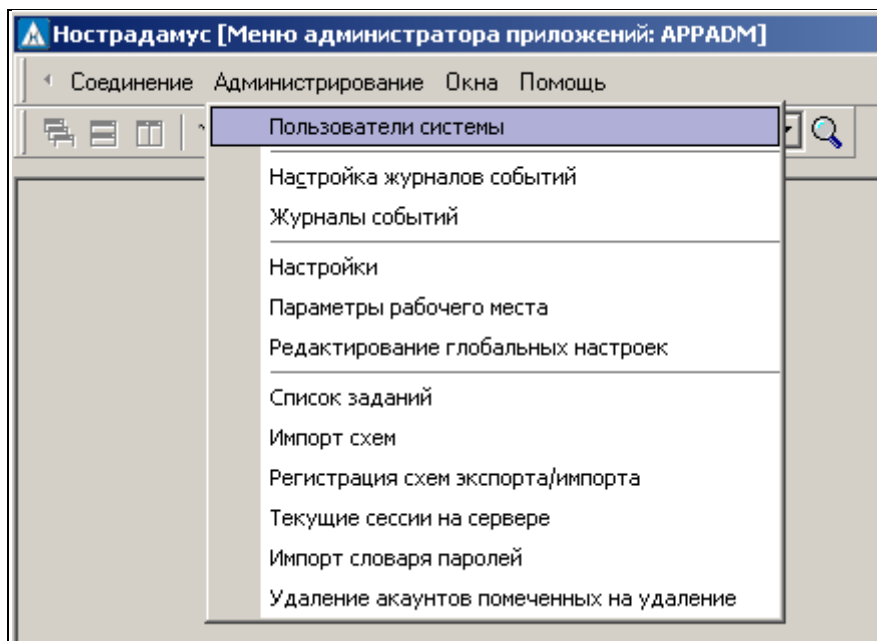 Нострадамус [Меню администратора приложений: APPADM]
Соединение Администрирование Окна Помощь
Пользователи системы
Настройка журналов событий
Журналы событий
Настройки
Параметры рабочего места
Редактирование глобальных настроек
Список заданий
Импорт схем
Регистрация схем экспорта/импорта
Текущие сессии на сервере
Импорт словаря паролей
Удаление акаунтов помеченных на удаление